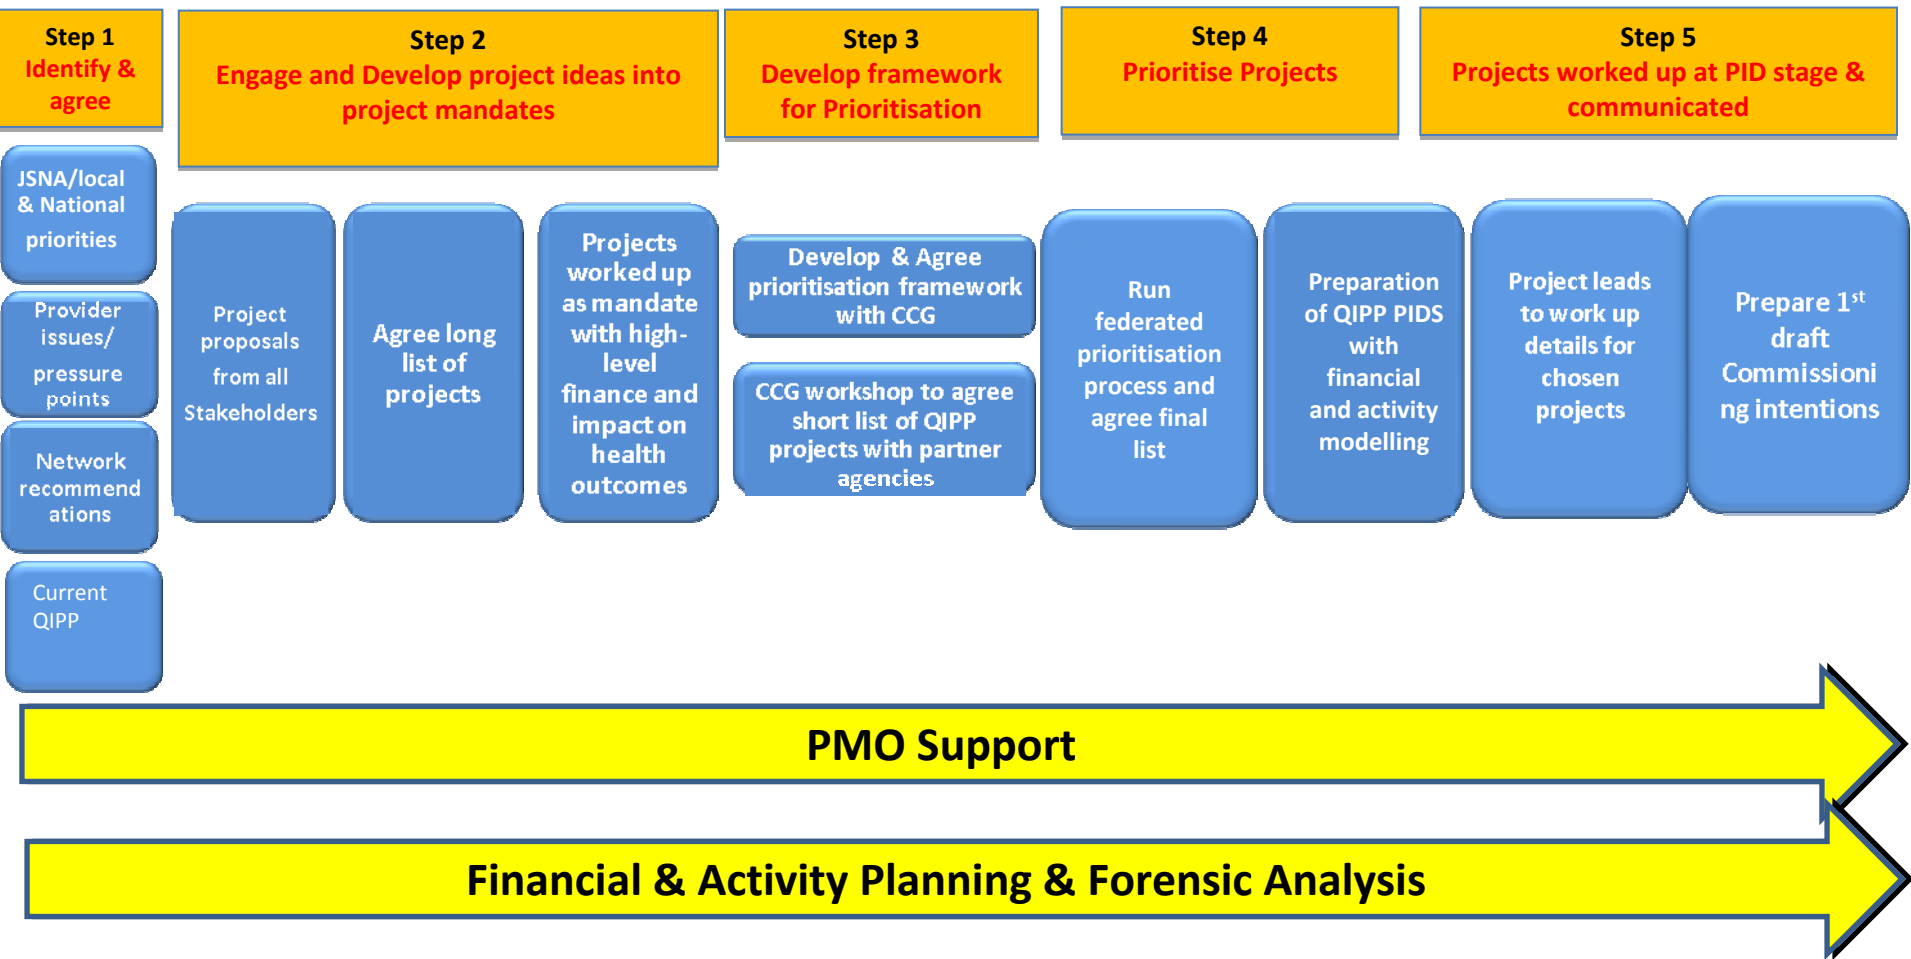 Step 1
Identify &
agree
Step 2
Engage and Develop project ideas into
project mandates
Step 3
Develop framework
for Prioritisation
Step 4
Prioritise Projects
Step 5
Projects worked up at PID stage &
communicated
JSNA/local
& National
priorities
Provider
issues/
pressure
points
Network
recommend
ations
Current
QIPP
Project
proposals
from all
Stakeholders
Agree long
list of
projects
Projects
worked up
as mandate
with high-
level
finance and
impact on
health
outcomes
Develop & Agree
prioritisation framework
with CCG
CCG workshop to agree
short list of QIPP
projects with partner
agencies
Run
federated
prioritisation
process and
agree final
list
Preparation
of QIPP PIDS
with
financial
and activity
modelling
Project leads
to work up
details for
chosen
projects
Prepare 1st
draft
Commissioni
ng intentions
PMO Support
Financial & Activity Planning & Forensic Analysis